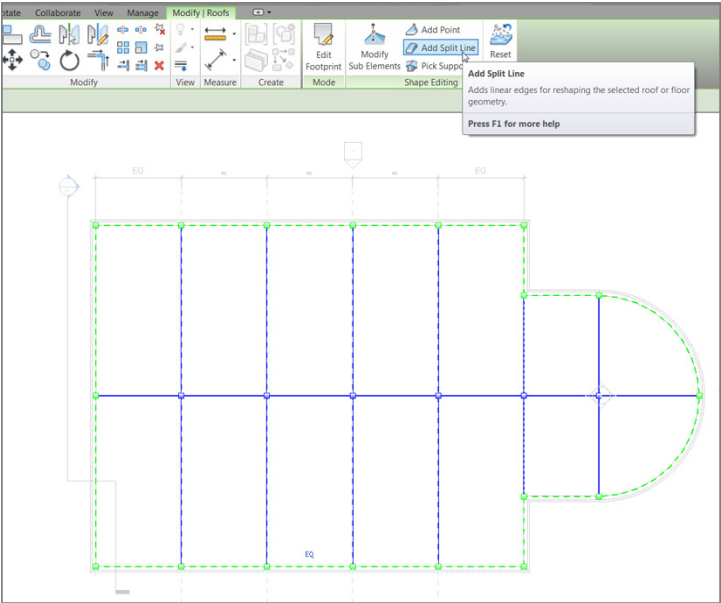 otate Collaborate View Manage Modify | Roofs
Add Point
Edit Footprint
Modify Sub Elements
Add Split Line
Reset
Pick Suppo
Modify View Measure Create Mode Shape Editing
Add Split Line
Adds linear edges for reshaping the selected roof or floor
geometry.
Press F1 for more help
EQ EQ
EQ